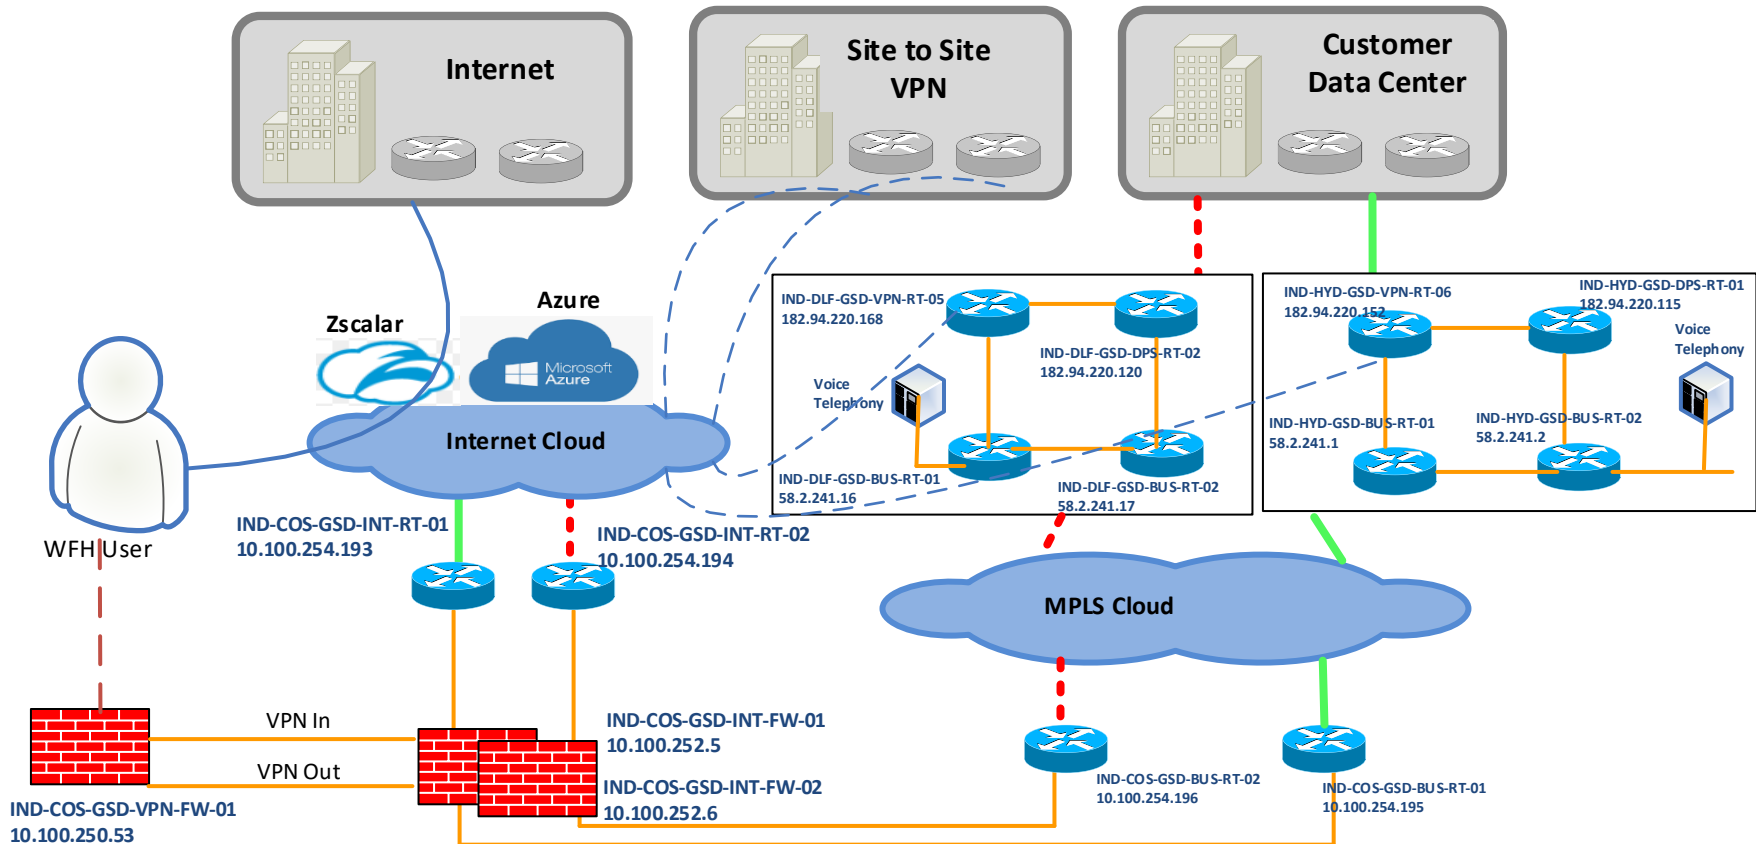 Internet
Site to Site
VPN
Customer
Data Center
Azure
Zscalar
Microsoft
Azure
Internet Cloud
WFH User
IND-COS-GSD-INT-RT-01
10.100.254.193
IND-COS-GSD-INT-RT-02
10.100.254.194
IND-DLF-GSD-VPN-RT-05
182.94.220.168
IND-DLF-GSD-DPS-RT-02
182.94.220.120
Voice
Telephony
IND-DLF-GSD-BUS-RT-01
58.2.241.16
IND-DLF-GSD-BUS-RT-02
58.2.241.17
IND-HYD-GSD-VPN-RT-06
182.94.220.152
IND-HYD-GSD-DPS-RT-01
182.94.220.115
Voice
Telephony
IND-HYD-GSD-BUS-RT-01
58.2.241.1
IND-HYD-GSD-BUS-RT-02
58.2.241.2
MPLS Cloud
VPN In
VPN Out
IND-COS-GSD-VPN-FW-01
10.100.250.53
IND-COS-GSD-INT-FW-01
10.100.252.5
IND-COS-GSD-INT-FW-02
10.100.252.6
IND-COS-GSD-BUS-RT-02
10.100.254.196
IND-COS-GSD-BUS-RT-01
10.100.254.195